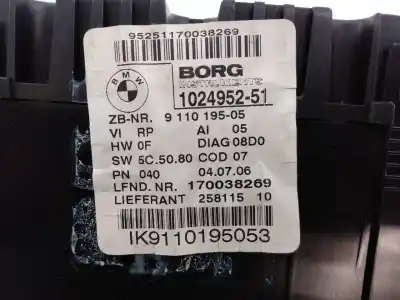 95251170038269
BMW
BORG
INSTRUMENTS
1024952-51
ZB-NR. 9 110 195-05
VI RP AI 05
HW 0F DIAG 08D0
SW 5C.50.80 COD 07
PN 040 04.07.06
LFND. NR. 170038269
LIEFERANT 258115 10
IK9110195053